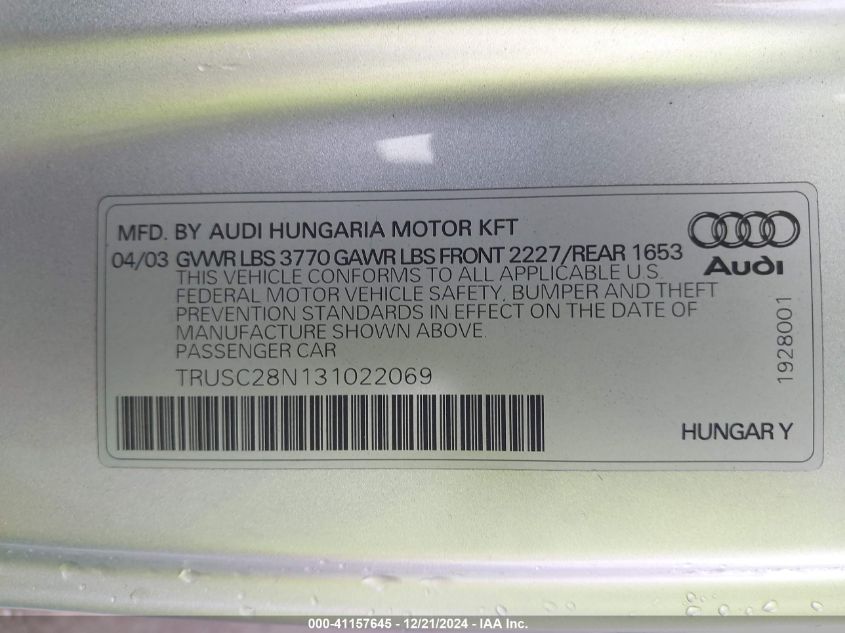 MFD. BY AUDI HUNGARIA MOTOR KFT
04/03 GVWR LBS 3770 GAWR LBS FRONT 2227/REAR 1653
THIS VEHICLE CONFORMS TO ALL APPLICABLE U.S.
FEDERAL MOTOR VEHICLE SAFETY, BUMPER AND THEFT
PREVENTION STANDARDS IN EFFECT ON THE DATE OF
MANUFACTURE SHOWN ABOVE.
PASSENGER CAR
TRUSC28N131022069
Audi
1928001
HUNGARY
000-41157645 - 12/21/2024 - IAA Inc.